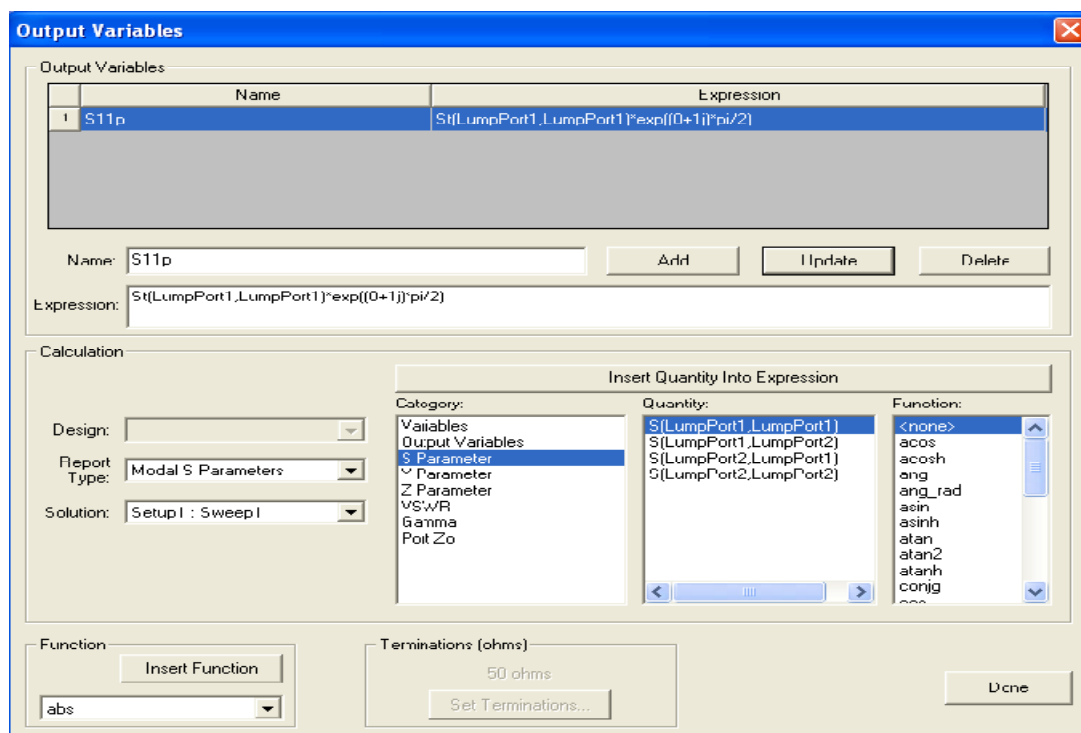 Output Variables
Output Variables
Name Expression
1 S11p St(LumpPort1,LumpPort1)*exp((0+1j)*pi/2)
Name: S11p Add Update Delete
Expression: St(LumpPort1,LumpPort1)*exp((0+1j)*pi/2)
Calculation
Insert Quantity Into Expression
Category: Quantity: Function:
Design:
Report Type: Modal S Parameters
Solution: Setup1 : Sweep1
Variables
Output Variables
S Parameter
Y Parameter
Z Parameter
VSWR
Gamma
Port Zo
S(LumpPort1,LumpPort1)
S(LumpPort1,LumpPort2)
S(LumpPort2,LumpPort1)
S(LumpPort2,LumpPort2)
<none>
acos
acosh
ang
ang_rad
asin
asinh
atan
atan2
atanh
conjg
Function
Insert Function
abs
Terminations (ohms)
50 ohms
Set Terminations...
Done